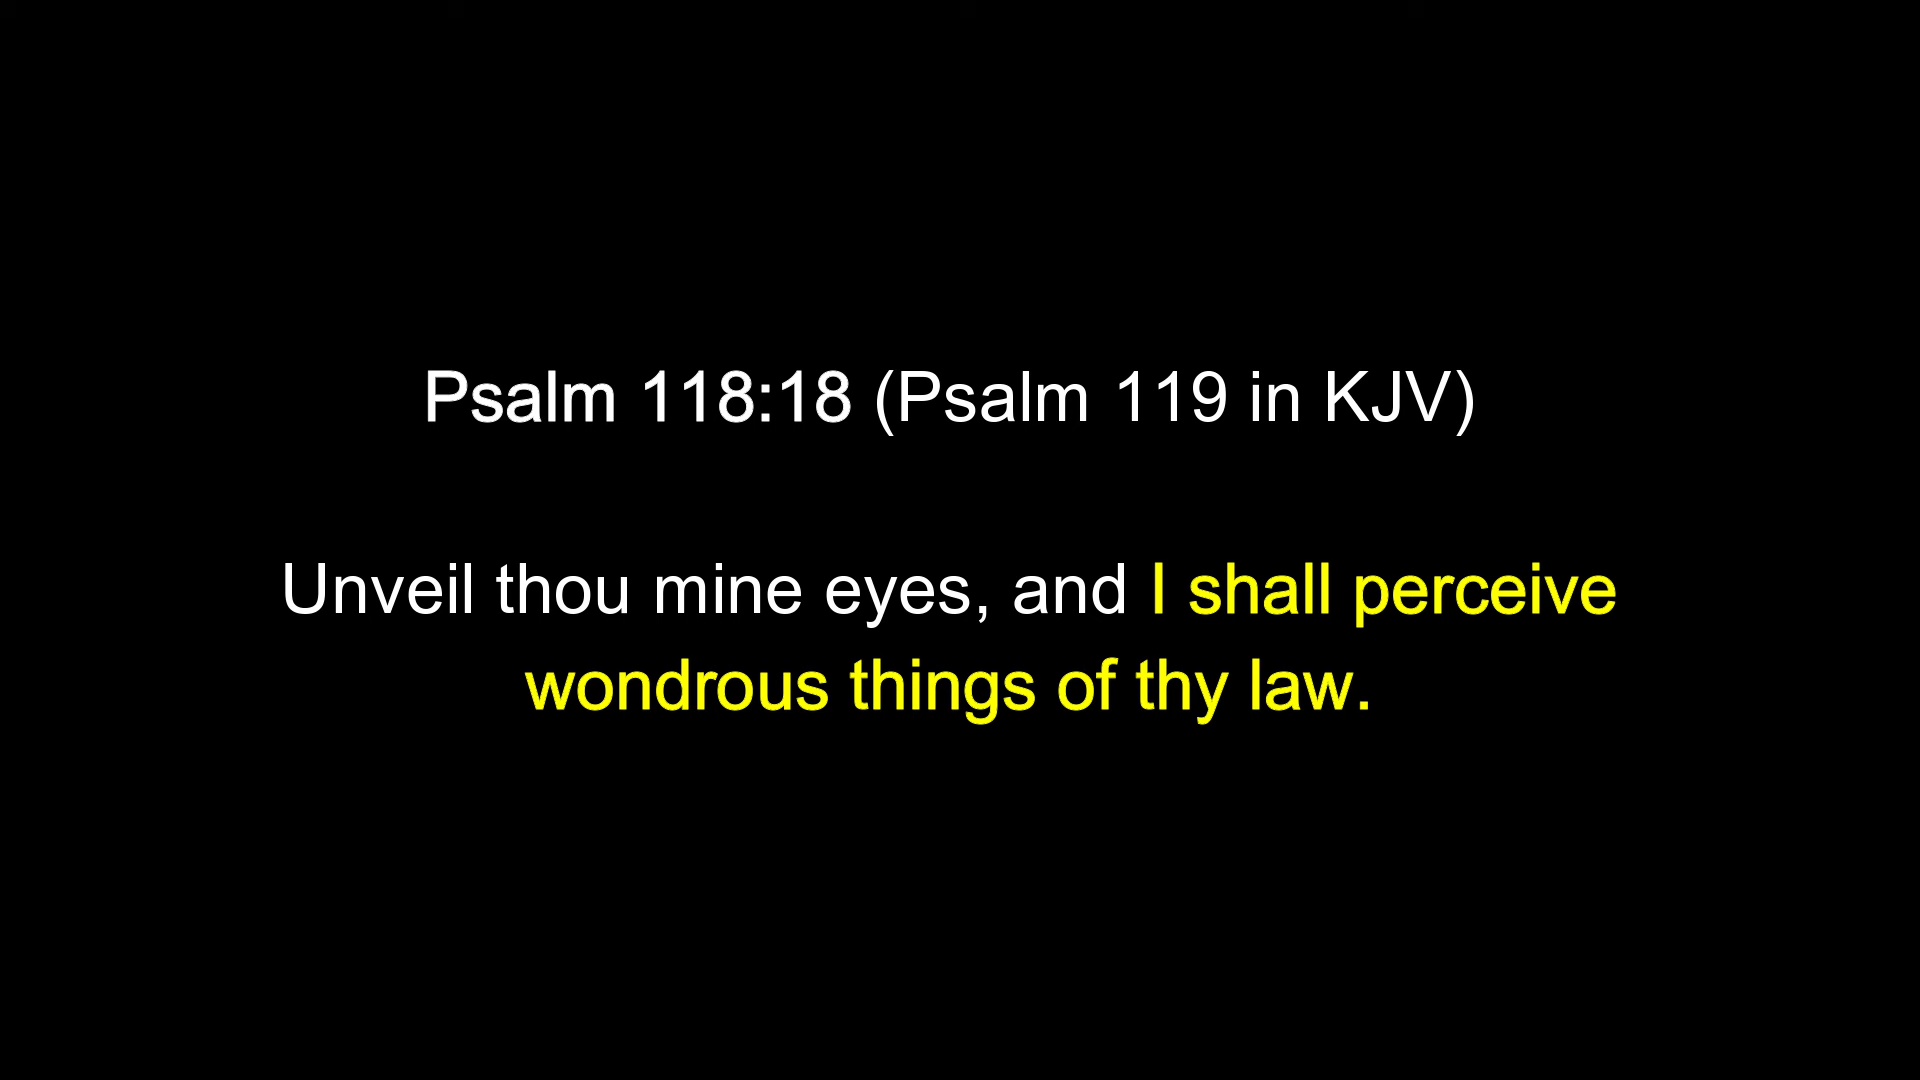 Psalm 118:18 (Psalm 119 in KJV)
Unveil thou mine eyes, and I shall perceive
wondrous things of thy law.